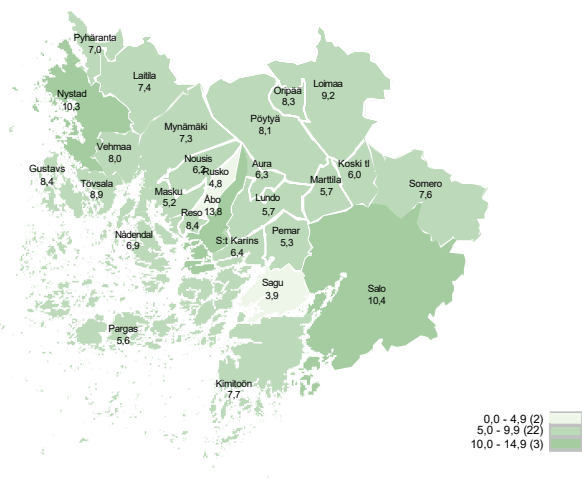 Pyhäranta
7,0
Laitila
7,4
Nystad
10,3
Oripää
8,3
Loimaa
9,2
Pöytyä
8,1
Mynämäki
7,3
Vehmaa
8,0
Nousis
6,2
Rusko
4,8
Aura
6,3
Koski tl
6,0
Gustavs
8,4
Tövsala
8,9
Masku
5,2
Marttila
5,7
Somero
7,6
Åbo
13,8
Lundo
5,7
Reso
8,4
Nådendal
6,9
S:t Karins
6,4
Pemar
5,3
Sagu
3,9
Salo
10,4
Pargas
5,6
Kimitoön
7,7
0,0 - 4,9 (2)
5,0 - 9,9 (22)
10,0 - 14,9 (3)